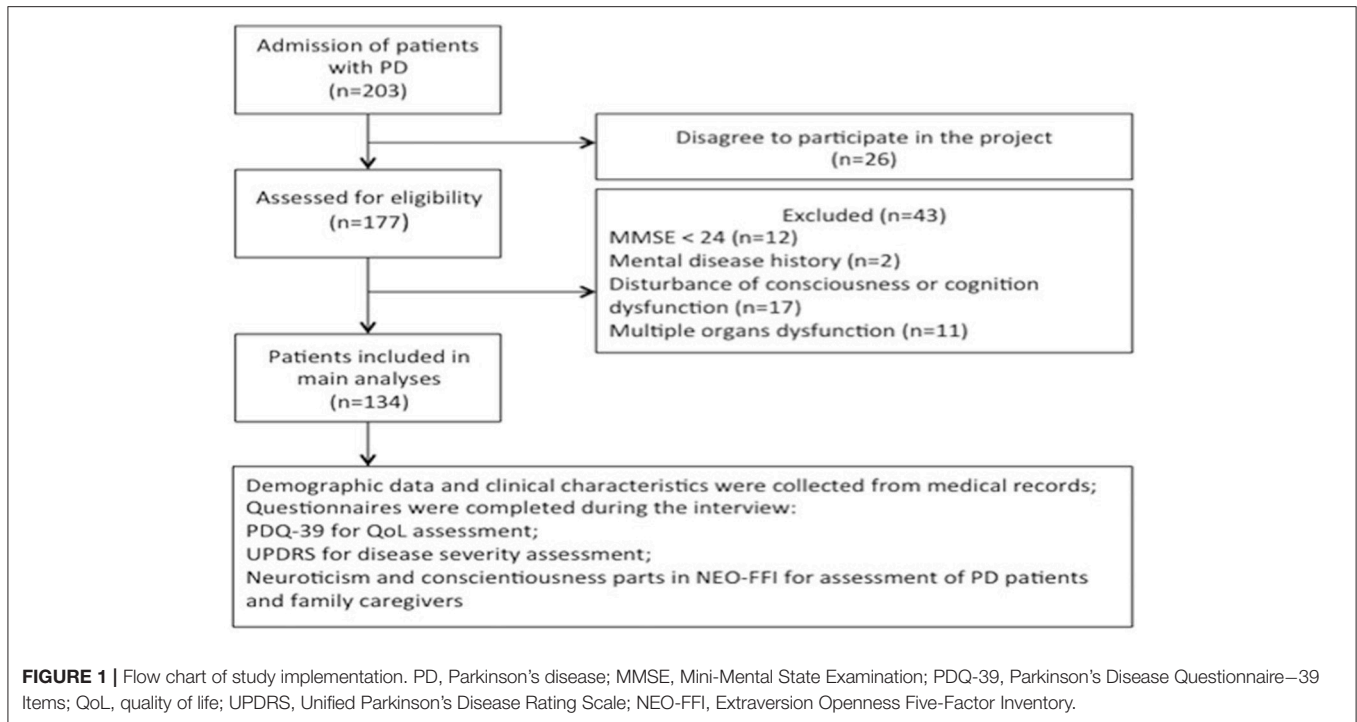 Admission of patients
with PD
(n=203)
Disagree to participate in the project
(n=26)
Assessed for eligibility
(n=177)
Excluded (n=43)
MMSE < 24 (n=12)
Mental disease history (n=2)
Disturbance of consciousness or cognition
dysfunction (n=17)
Multiple organs dysfunction (n=11)
Patients included in
main analyses
(n=134)
Demographic data and clinical characteristics were collected from medical records;
Questionnaires were completed during the interview:
PDQ-39 for QoL assessment;
UPDRS for disease severity assessment;
Neuroticism and conscientiousness parts in NEO-FFI for assessment of PD patients
and family caregivers
FIGURE 1 | Flow chart of study implementation. PD, Parkinson's disease; MMSE, Mini-Mental State Examination; PDQ-39, Parkinson's Disease Questionnaire–39
Items; QoL, quality of life; UPDRS, Unified Parkinson's Disease Rating Scale; NEO-FFI, Extraversion Openness Five-Factor Inventory.